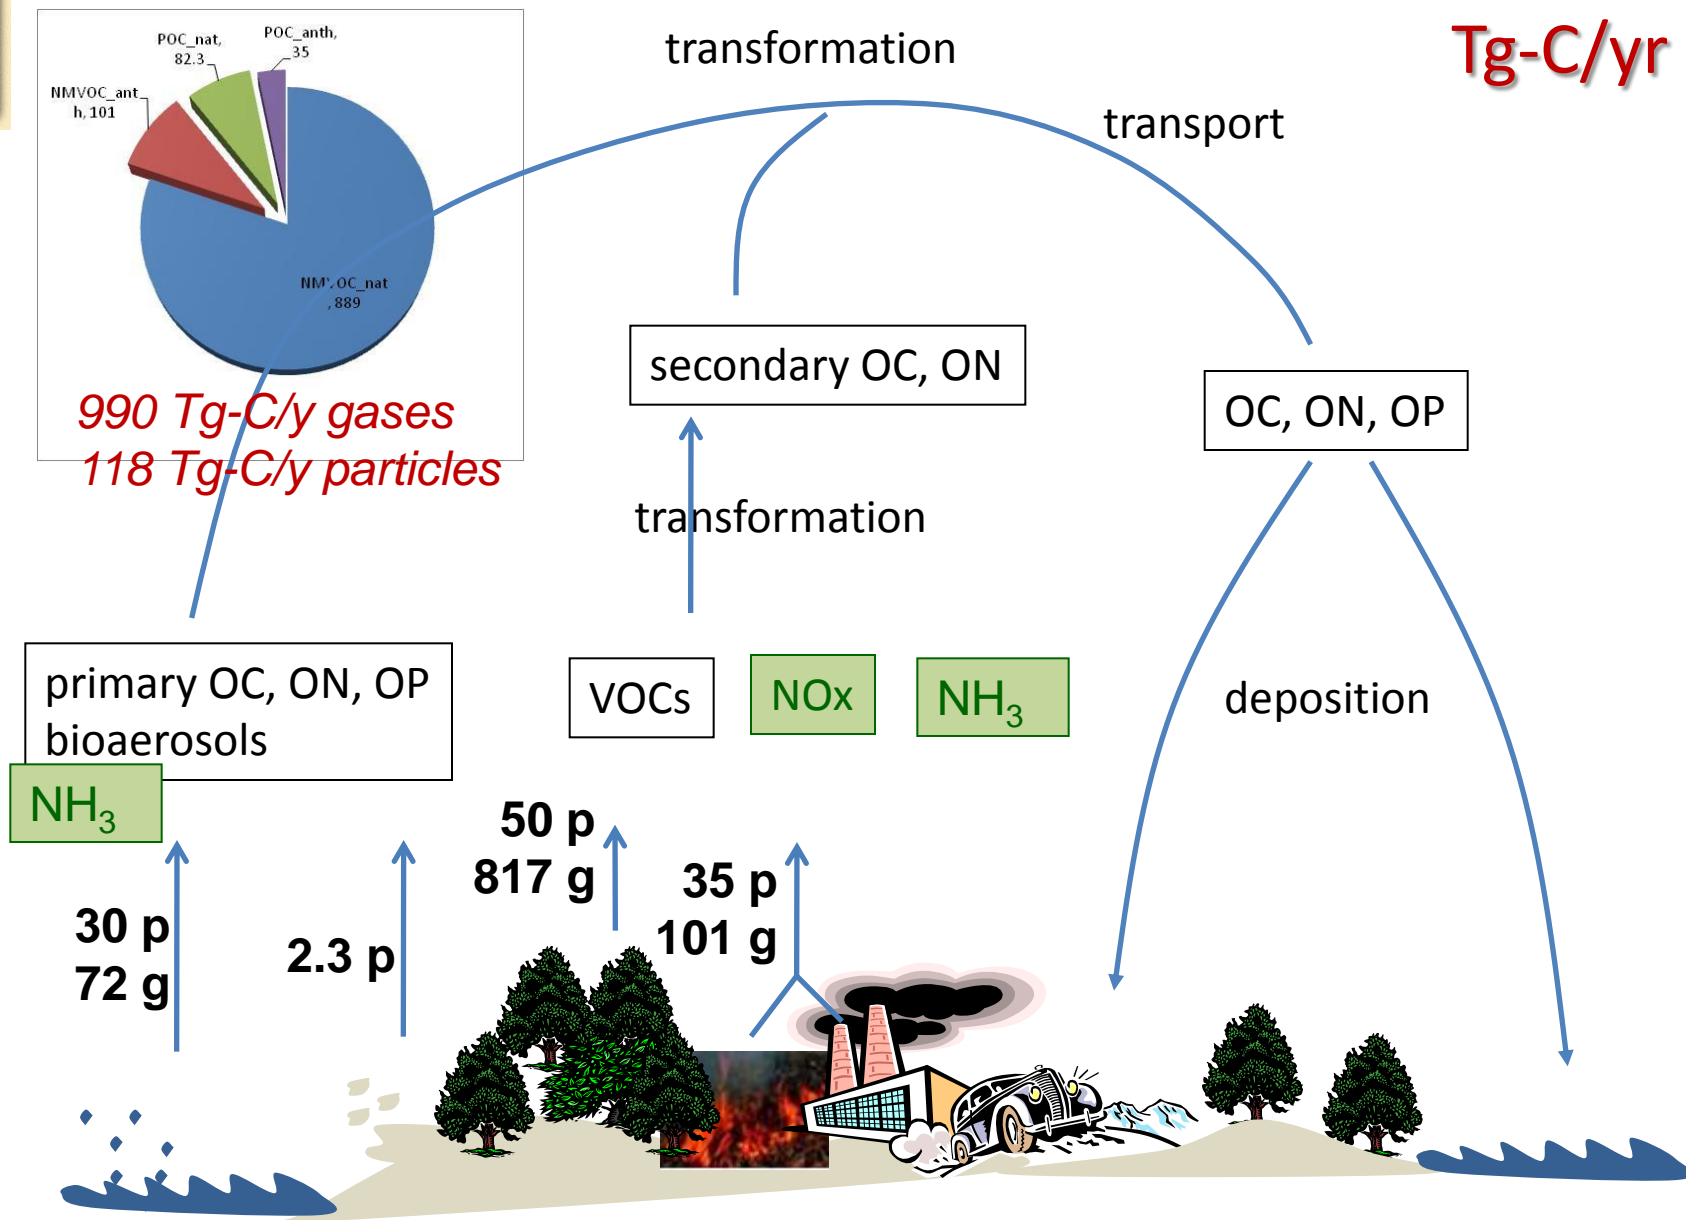 Tg-C/yr
POC_nat,
82.3
POC_anth,
35
NMVOC_ant
h, 101
,889
990 Tg-C/y gases
118 Tg-C/y particles
transformation
transport
secondary OC, ON
OC, ON, OP
transformation
primary OC, ON, OP
bioaerosols
NH₃
VOCs
NOx
NH₃
deposition
30 p
72 g
2.3 p
50 p
817 g
35 p
101 g